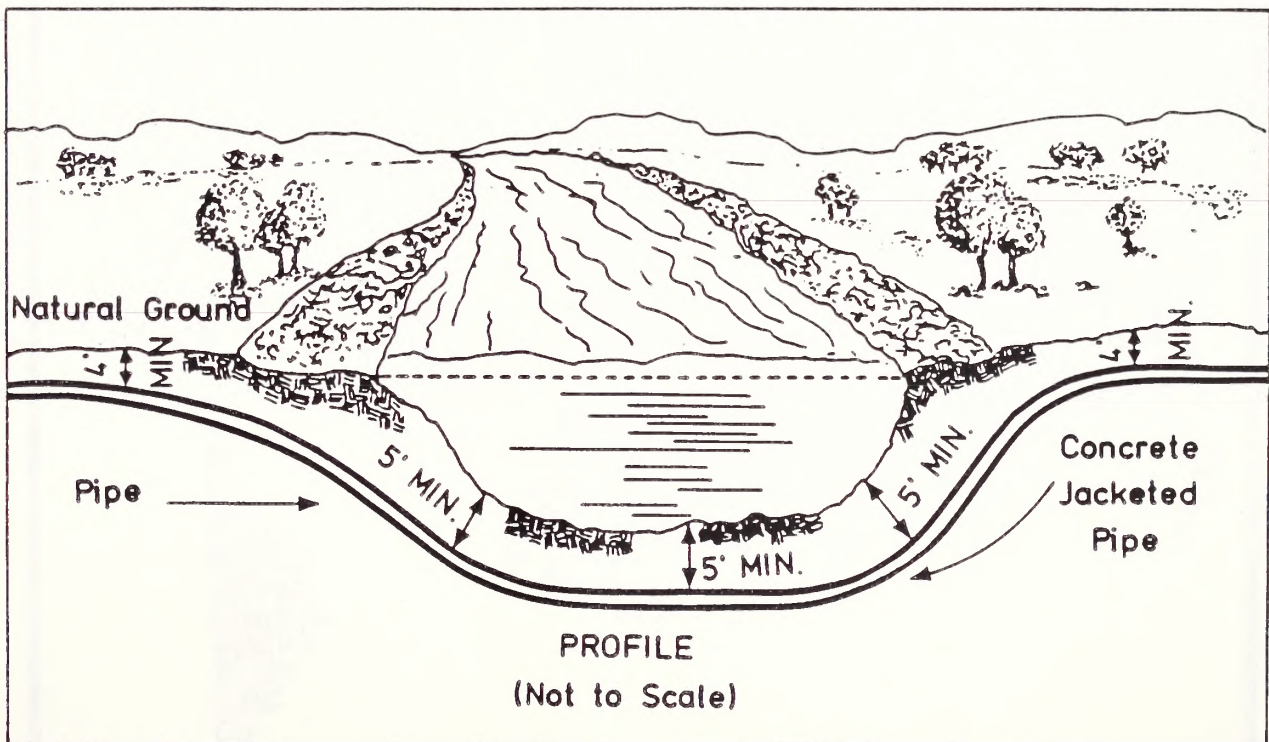 Natural Ground
4' MIN
4' MIN
5' MIN.
5' MIN.
5' MIN.
Pipe
Concrete
Jacketed
Pipe
PROFILE
(Not to Scale)